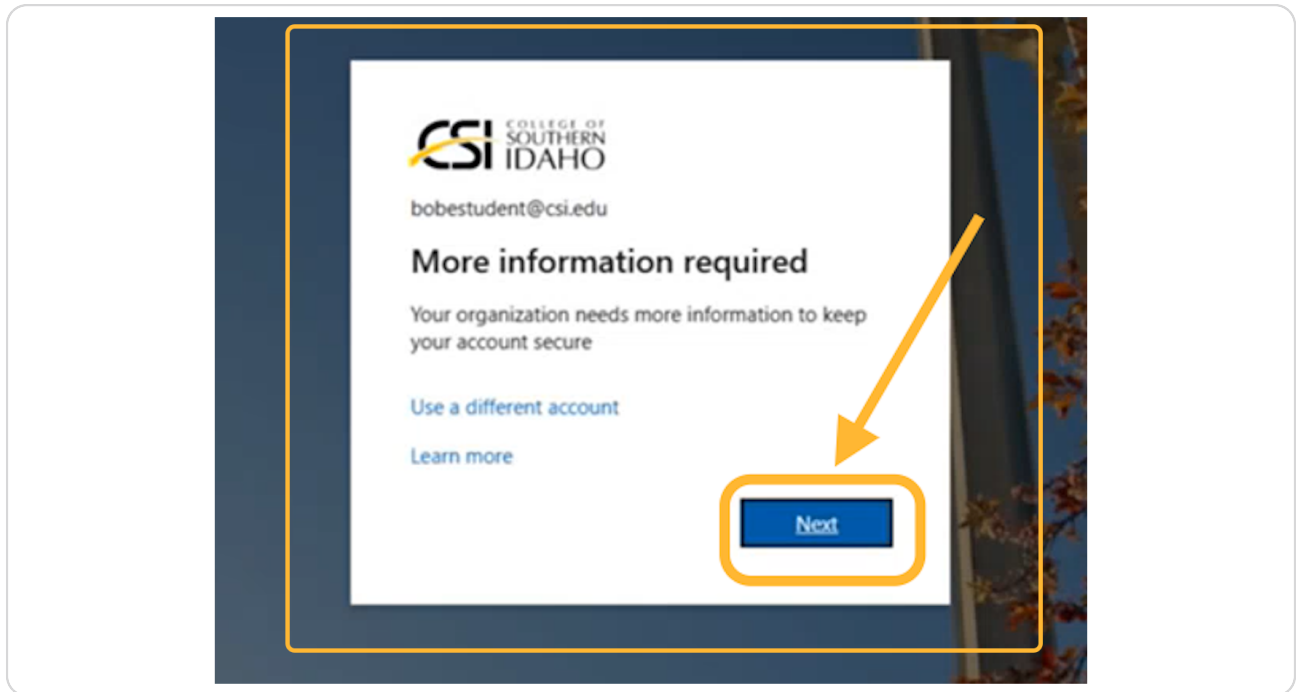 CSI
COLLEGE OF
SOUTHERN
IDAHO
bobestudent@csi.edu
More information required
Your organization needs more information to keep
your account secure
Use a different account
Learn more
Next